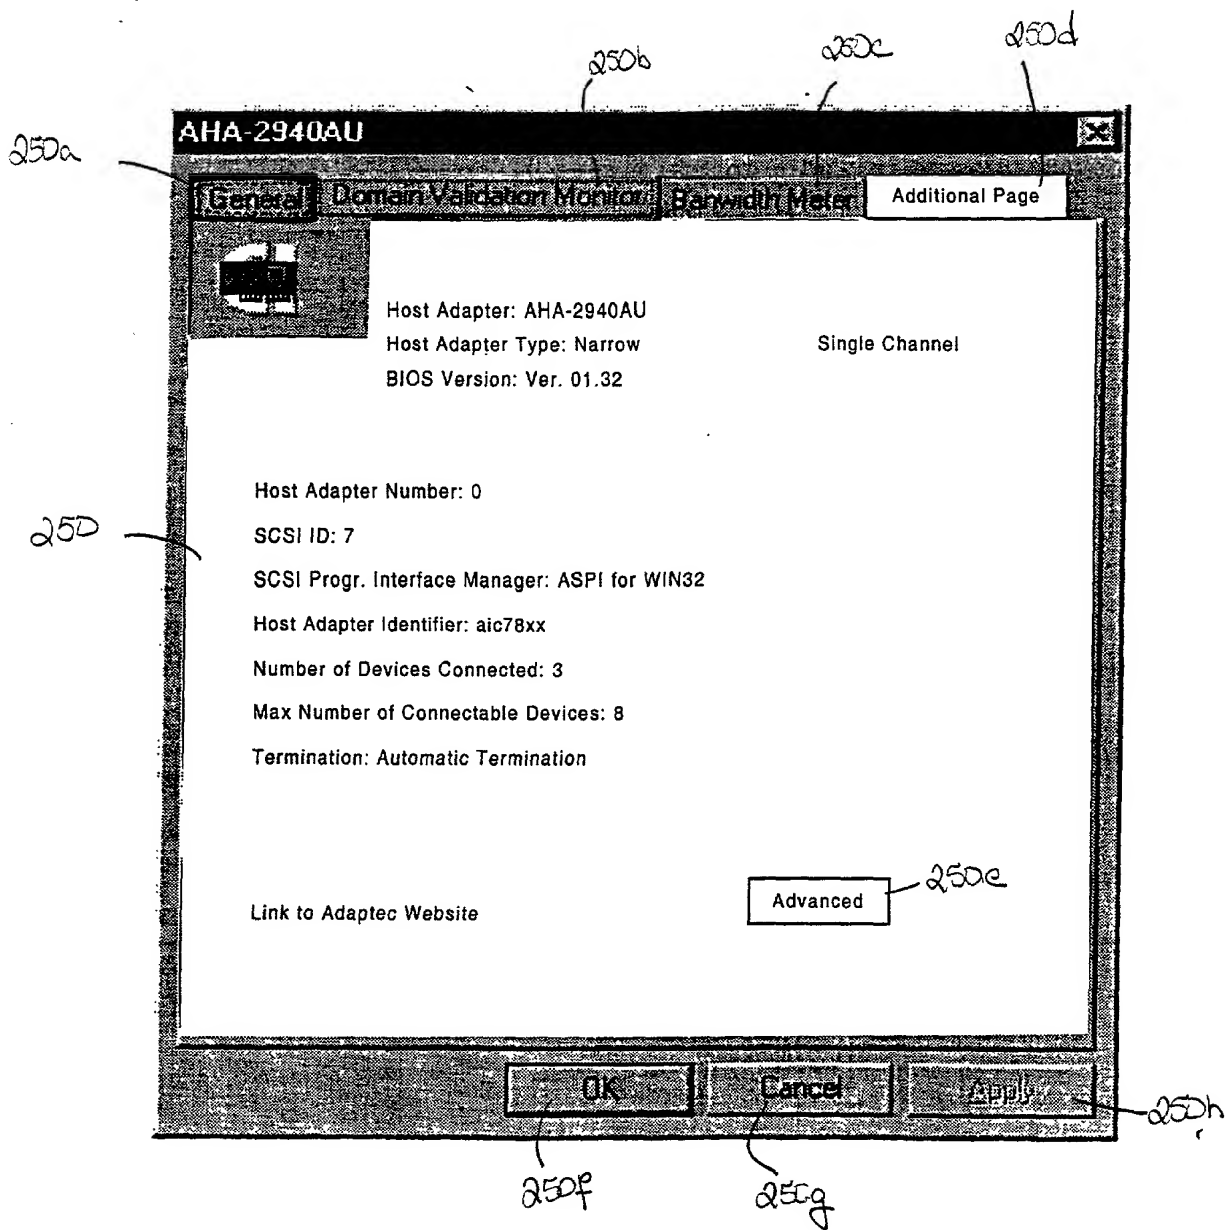 250b 250c 250d
AHA-2940AU
250a
General Domain Validation Monitor Banwidth Meter Additional Page
Host Adapter: AHA-2940AU
Host Adapter Type: Narrow Single Channel
BIOS Version: Ver. 01.32
Host Adapter Number: 0
250
SCSI ID: 7
SCSI Progr. Interface Manager: ASPI for WIN32
Host Adapter Identifier: aic78xx
Number of Devices Connected: 3
Max Number of Connectable Devices: 8
Termination: Automatic Termination
250e
Link to Adaptec Website Advanced
OK Cancel Apply
250h
250f 250g